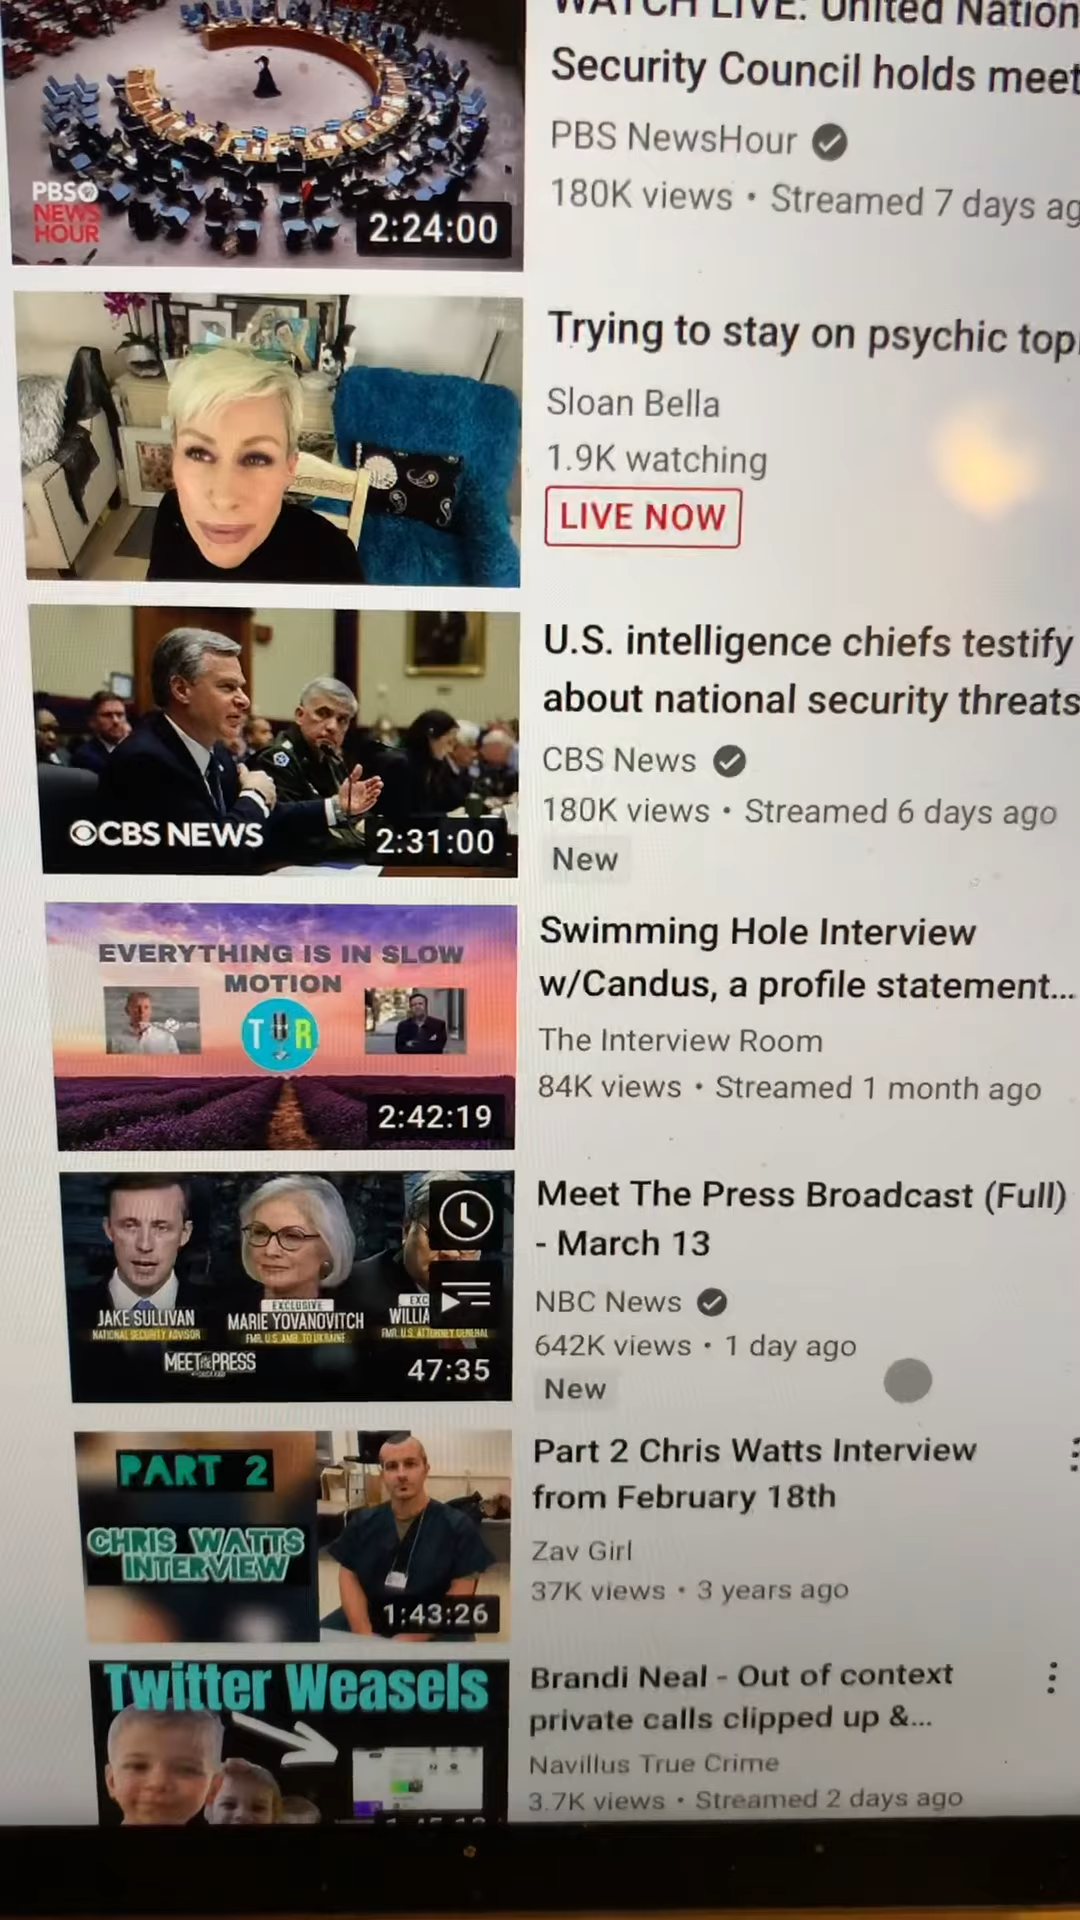 WATCH LIVE: United Nation
Security Council holds meet
PBS NewsHour
180K views • Streamed 7 days ag
PBS
NEWS
HOUR
2:24:00
Trying to stay on psychic top
Sloan Bella
1.9K watching
LIVE NOW
U.S. intelligence chiefs testify
about national security threats
CBS News
180K views • Streamed 6 days ago
New
CBS NEWS
2:31:00
EVERYTHING IS IN SLOW
MOTION
T R
2:42:19
Swimming Hole Interview
w/Candus, a profile statement...
The Interview Room
84K views • Streamed 1 month ago
JAKE SULLIVAN
NATIONAL SECURITY ADVISOR
EXCLUSIVE
MARIE YOVANOVITCH
FMR. U.S. AMB. TO UKRAINE
EXC
WILLIA
FMR. U.S. ATTORNEY GENERAL
MEET THE PRESS
47:35
Meet The Press Broadcast (Full)
- March 13
NBC News
642K views • 1 day ago
New
PART 2
CHRIS WATTS
INTERVIEW
1:43:26
Part 2 Chris Watts Interview
from February 18th
Zav Girl
37K views • 3 years ago
Twitter Weasels
Brandi Neal - Out of context
private calls clipped up &...
Navillus True Crime
3.7K views • Streamed 2 days ago